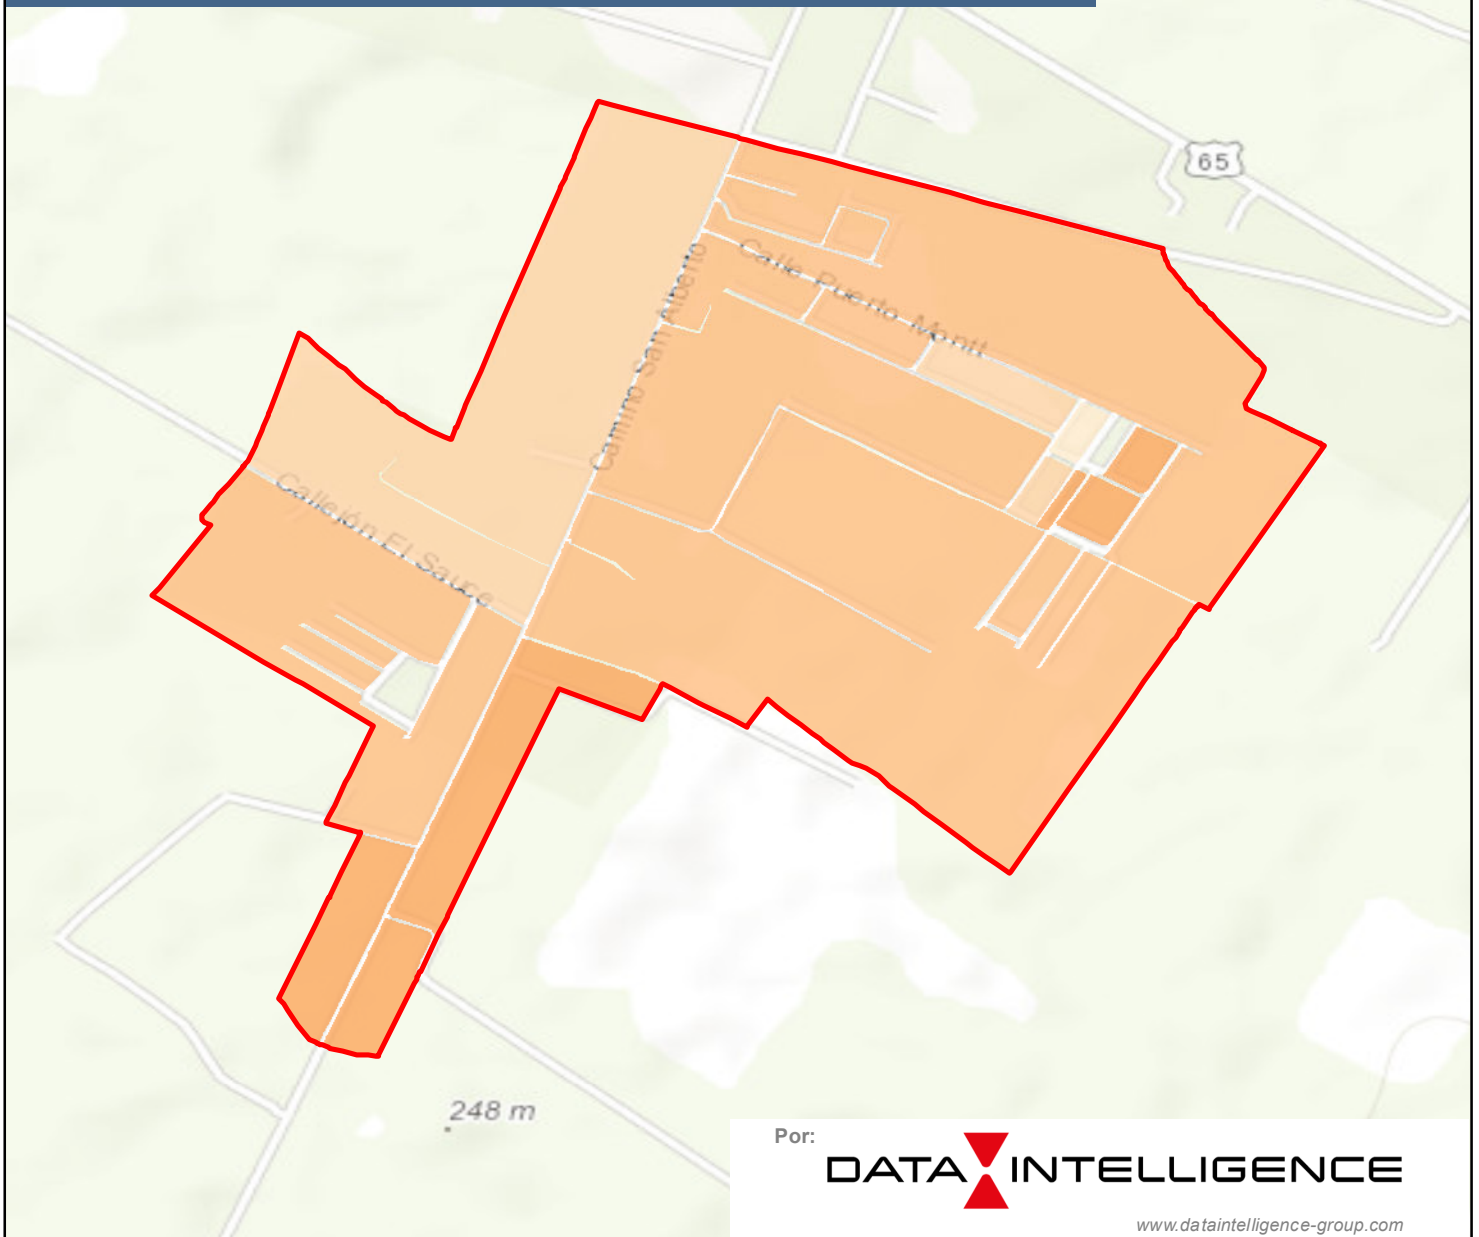 65
Calle Puerto Montt
Camino San Alberto
Callejón El Sauce
248 m
Por:
DATA INTELLIGENCE
www.dataintelligence-group.com